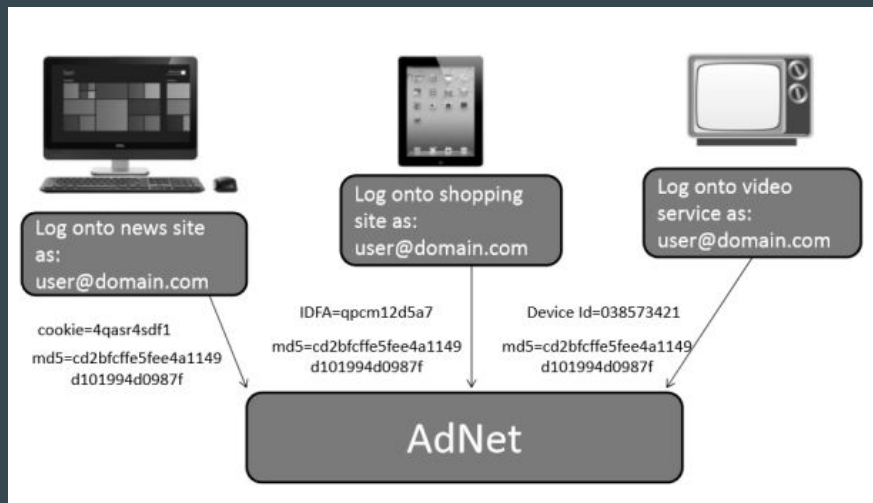 Log onto news site
as:
user@domain.com
Log onto shopping
site as:
user@domain.com
Log onto video
service as:
user@domain.com
cookie=4qasr4sdf1
md5=cd2bfcffe5fee4a1149
d101994d0987f
IDFA=qpcm12d5a7
md5=cd2bfcffe5fee4a1149
d101994d0987f
Device Id=038573421
md5=cd2bfcffe5fee4a1149
d101994d0987f
AdNet